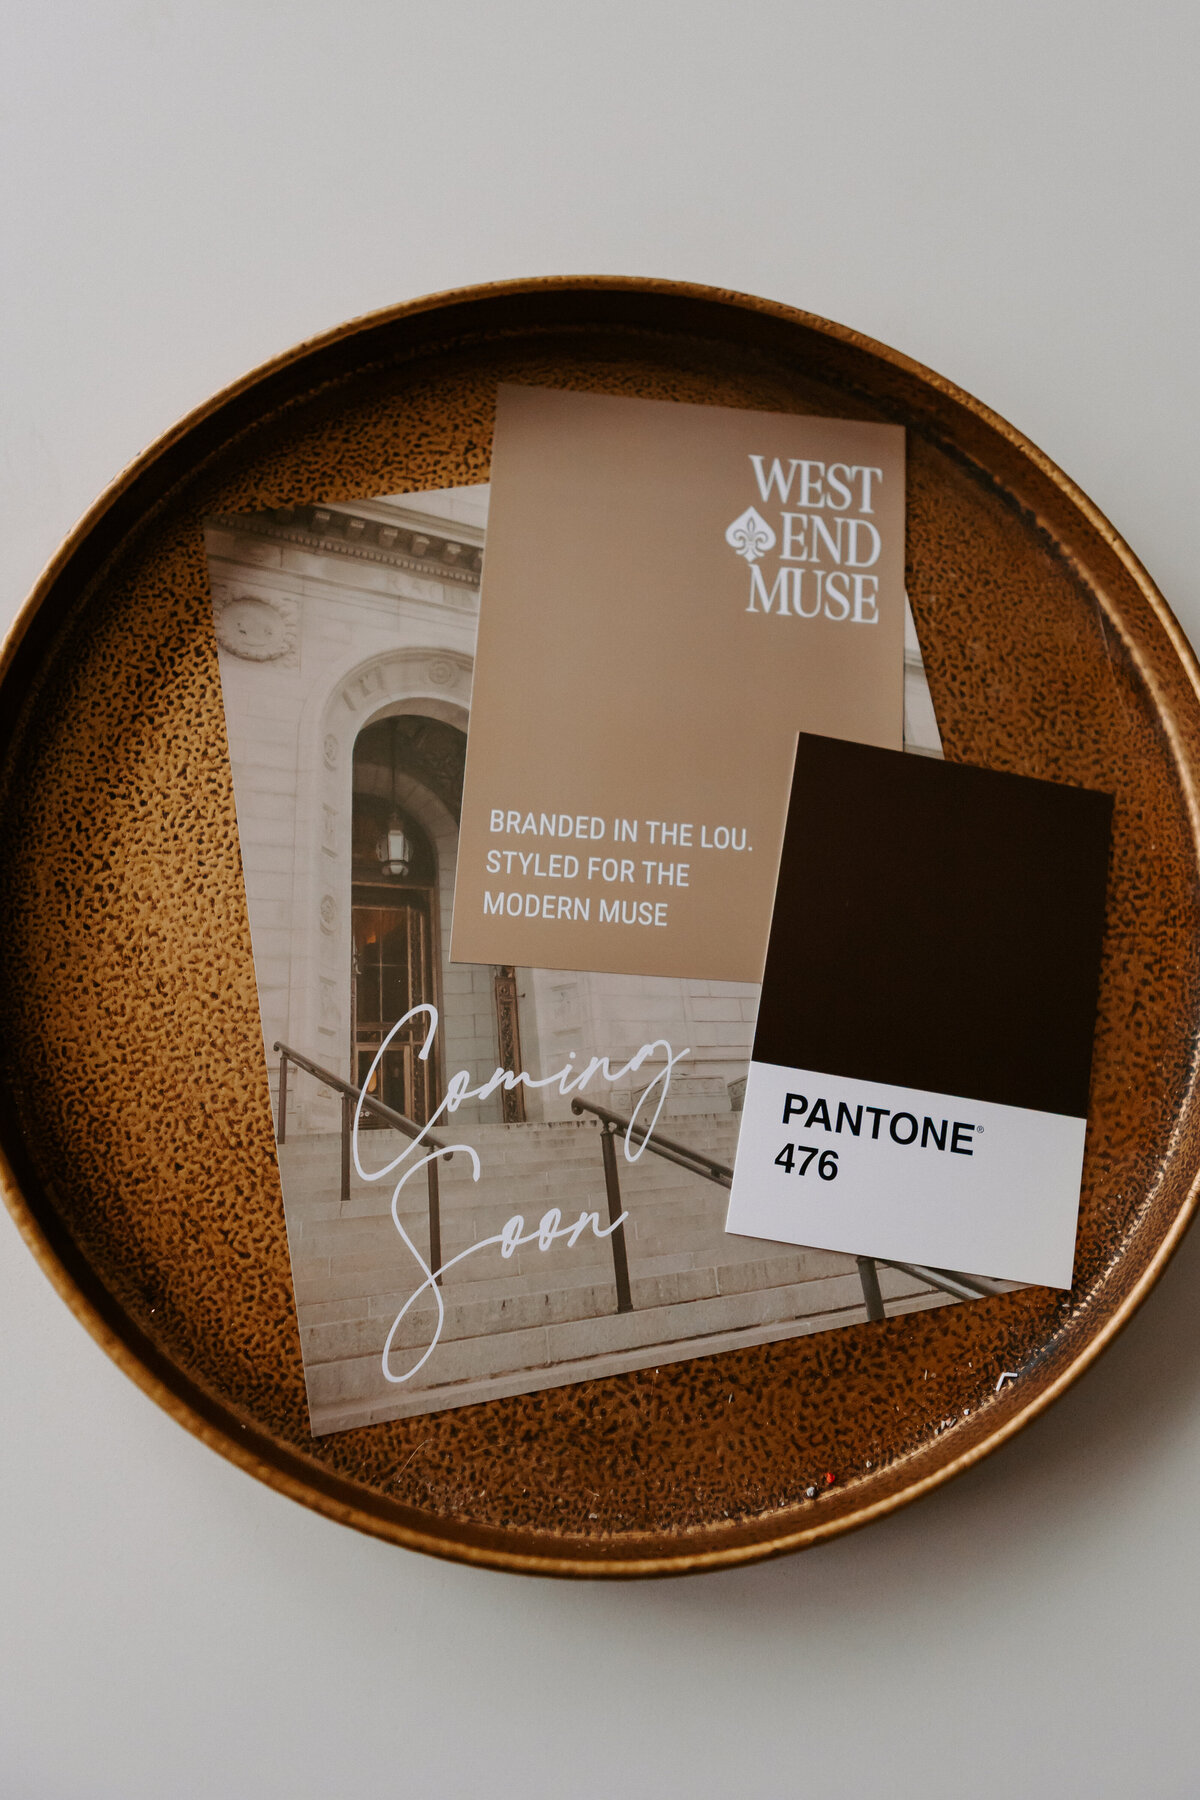 WEST
END
MUSE
BRANDED IN THE LOU.
STYLED FOR THE
MODERN MUSE
Coming
Soon
PANTONE®
476